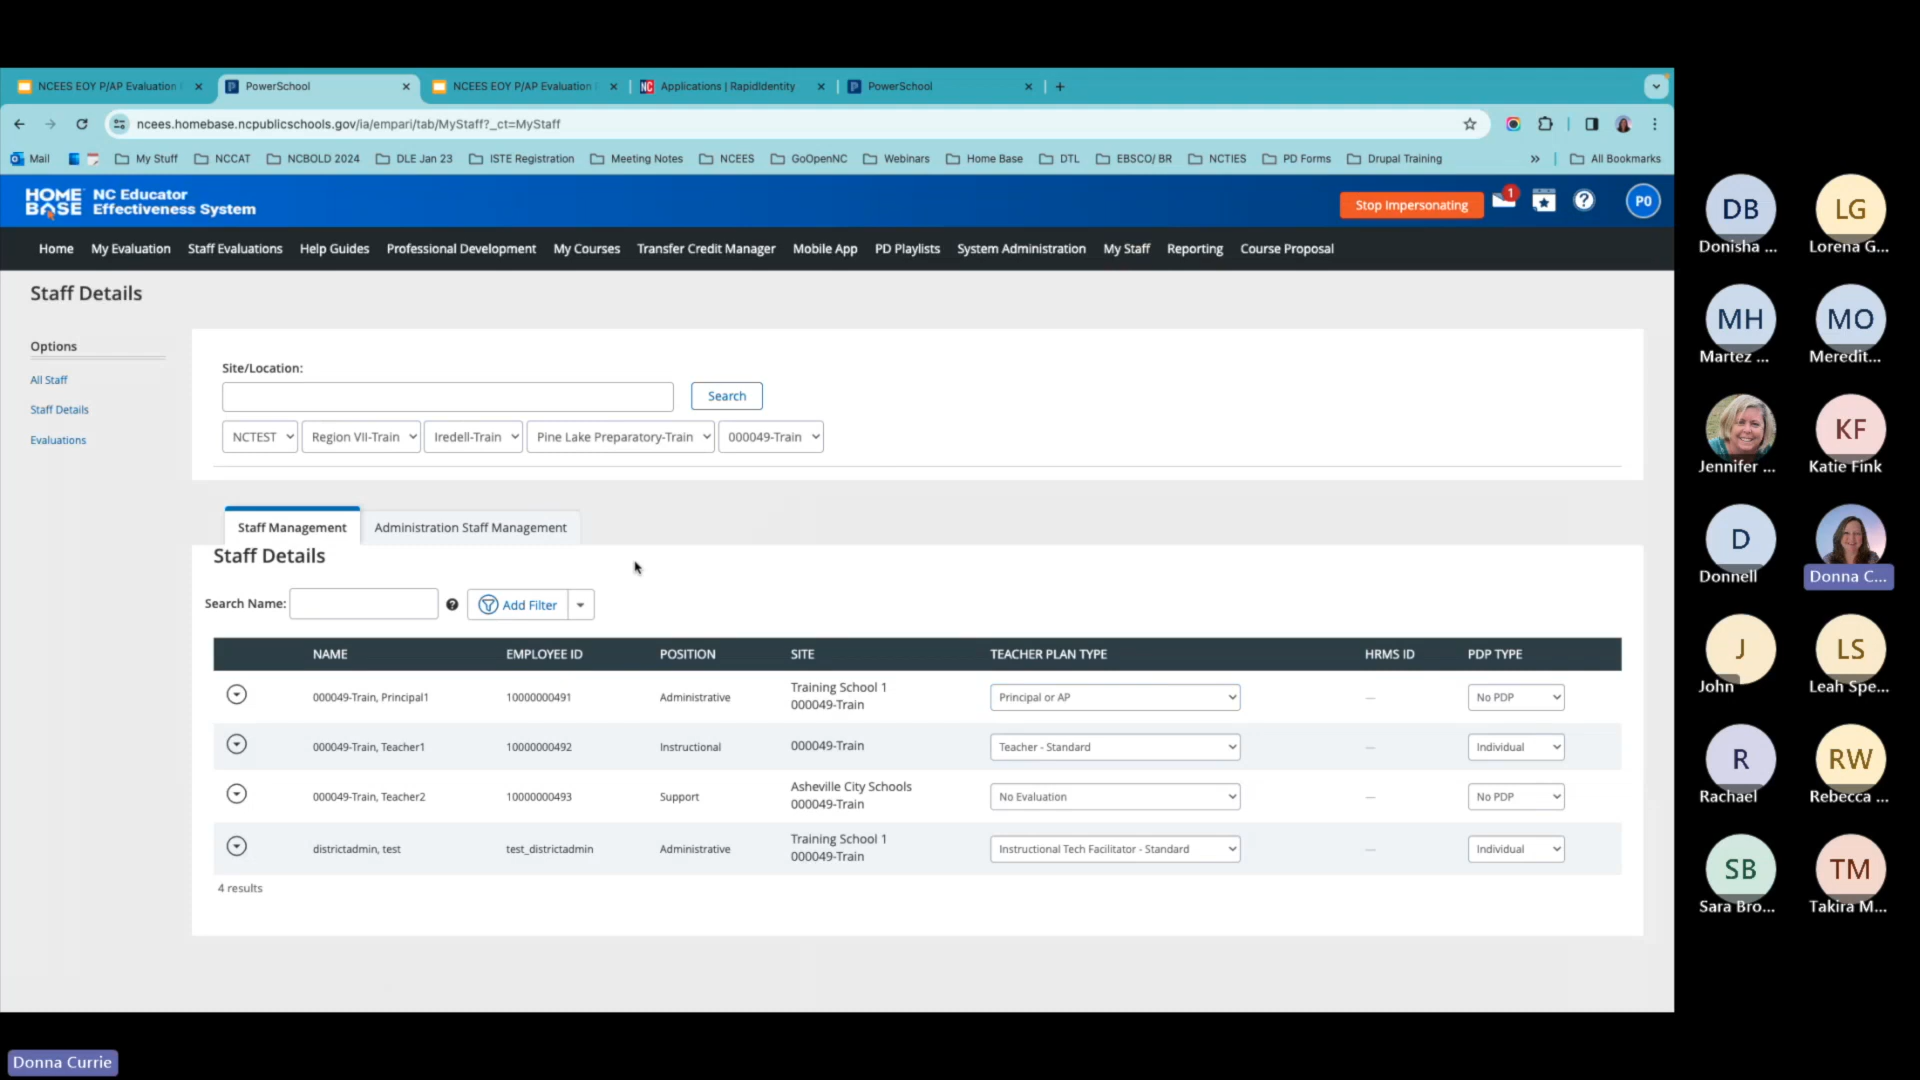 NCEES EOY P/AP Evaluation
PowerSchool
NCEES EOY P/AP Evaluation
NC Applications | RapidIdentity
PowerSchool
ncees.homebase.ncpublicschools.gov/ia/empari/tab/MyStaff?_ct=MyStaff
Mail My Stuff NCCAT NCBOLD 2024 DLE Jan 23 ISTE Registration Meeting Notes NCEES GoOpenNC Webinars Home Base DTL EBSCO/ BR NCTIES PD Forms Drupal Training » All Bookmarks
HOME BASE
NC Educator
Effectiveness System
Stop Impersonating
1
P0
Home My Evaluation Staff Evaluations Help Guides Professional Development My Courses Transfer Credit Manager Mobile App PD Playlists System Administration My Staff Reporting Course Proposal
Staff Details
Options
All Staff
Staff Details
Evaluations
Site/Location:
Search
NCTEST Region VII-Train Iredell-Train Pine Lake Preparatory-Train 000049-Train
Staff Management Administration Staff Management
Staff Details
Search Name: Add Filter
NAME EMPLOYEE ID POSITION SITE TEACHER PLAN TYPE HRMS ID PDP TYPE
000049-Train, Principal1 10000000491 Administrative Training School 1 000049-Train Principal or AP — No PDP
000049-Train, Teacher1 10000000492 Instructional 000049-Train Teacher - Standard — Individual
000049-Train, Teacher2 10000000493 Support Asheville City Schools 000049-Train No Evaluation — No PDP
districtadmin, test test_districtadmin Administrative Training School 1 000049-Train Instructional Tech Facilitator - Standard — Individual
4 results
DB LG
Donisha ... Lorena G...
MH MO
Martez ... Meredit...
KF
Jennifer ... Katie Fink
D
Donnell Donna C...
J LS
John Leah Spe...
R RW
Rachael Rebecca ...
SB TM
Sara Bro... Takira M...
Donna Currie